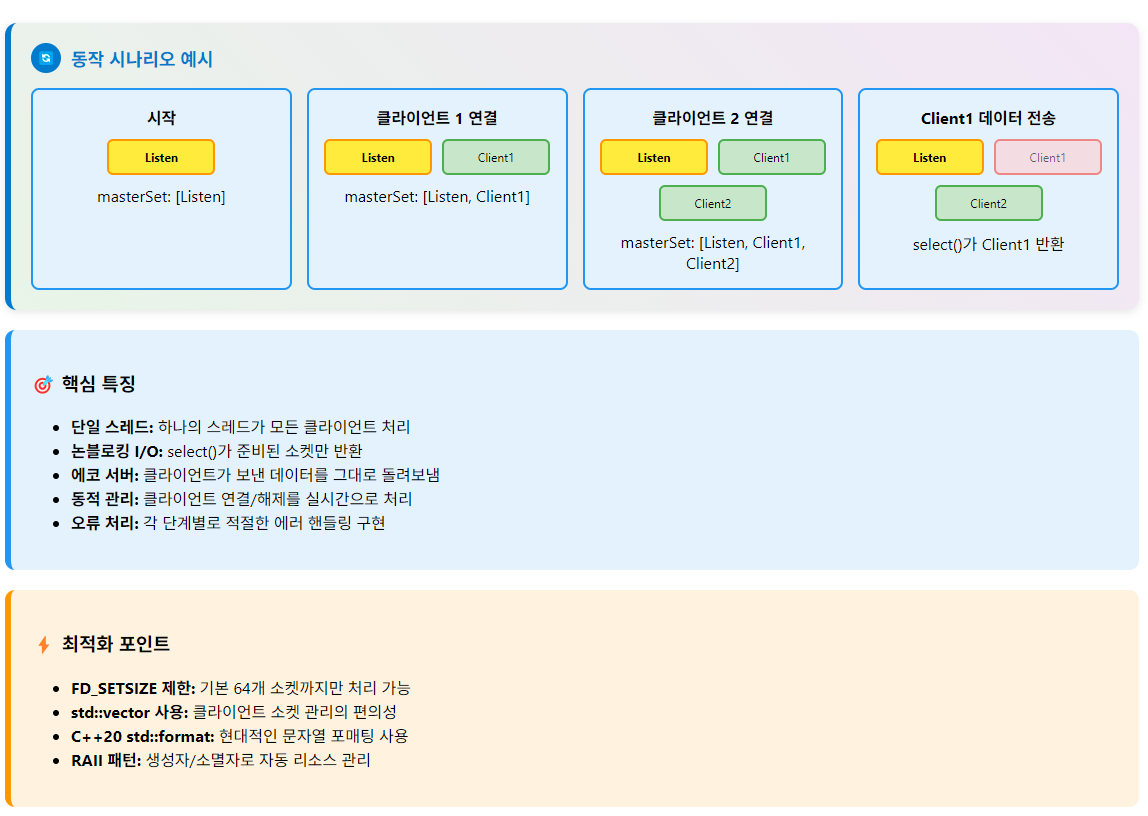 동작 시나리오 예시
시작
Listen
masterSet: [Listen]
클라이언트 1 연결
Listen
Client1
masterSet: [Listen, Client1]
클라이언트 2 연결
Listen
Client1
Client2
masterSet: [Listen, Client1,
Client2]
Client1 데이터 전송
Listen
Client1
Client2
select()가 Client1 반환
핵심 특징
단일 스레드: 하나의 스레드가 모든 클라이언트 처리
논블로킹 I/O: select()가 준비된 소켓만 반환
에코 서버: 클라이언트가 보낸 데이터를 그대로 돌려보냄
동적 관리: 클라이언트 연결/해제를 실시간으로 처리
오류 처리: 각 단계별로 적절한 에러 핸들링 구현
최적화 포인트
FD_SETSIZE 제한: 기본 64개 소켓까지만 처리 가능
std::vector 사용: 클라이언트 소켓 관리의 편의성
C++20 std::format: 현대적인 문자열 포매팅 사용
RAII 패턴: 생성자/소멸자로 자동 리소스 관리